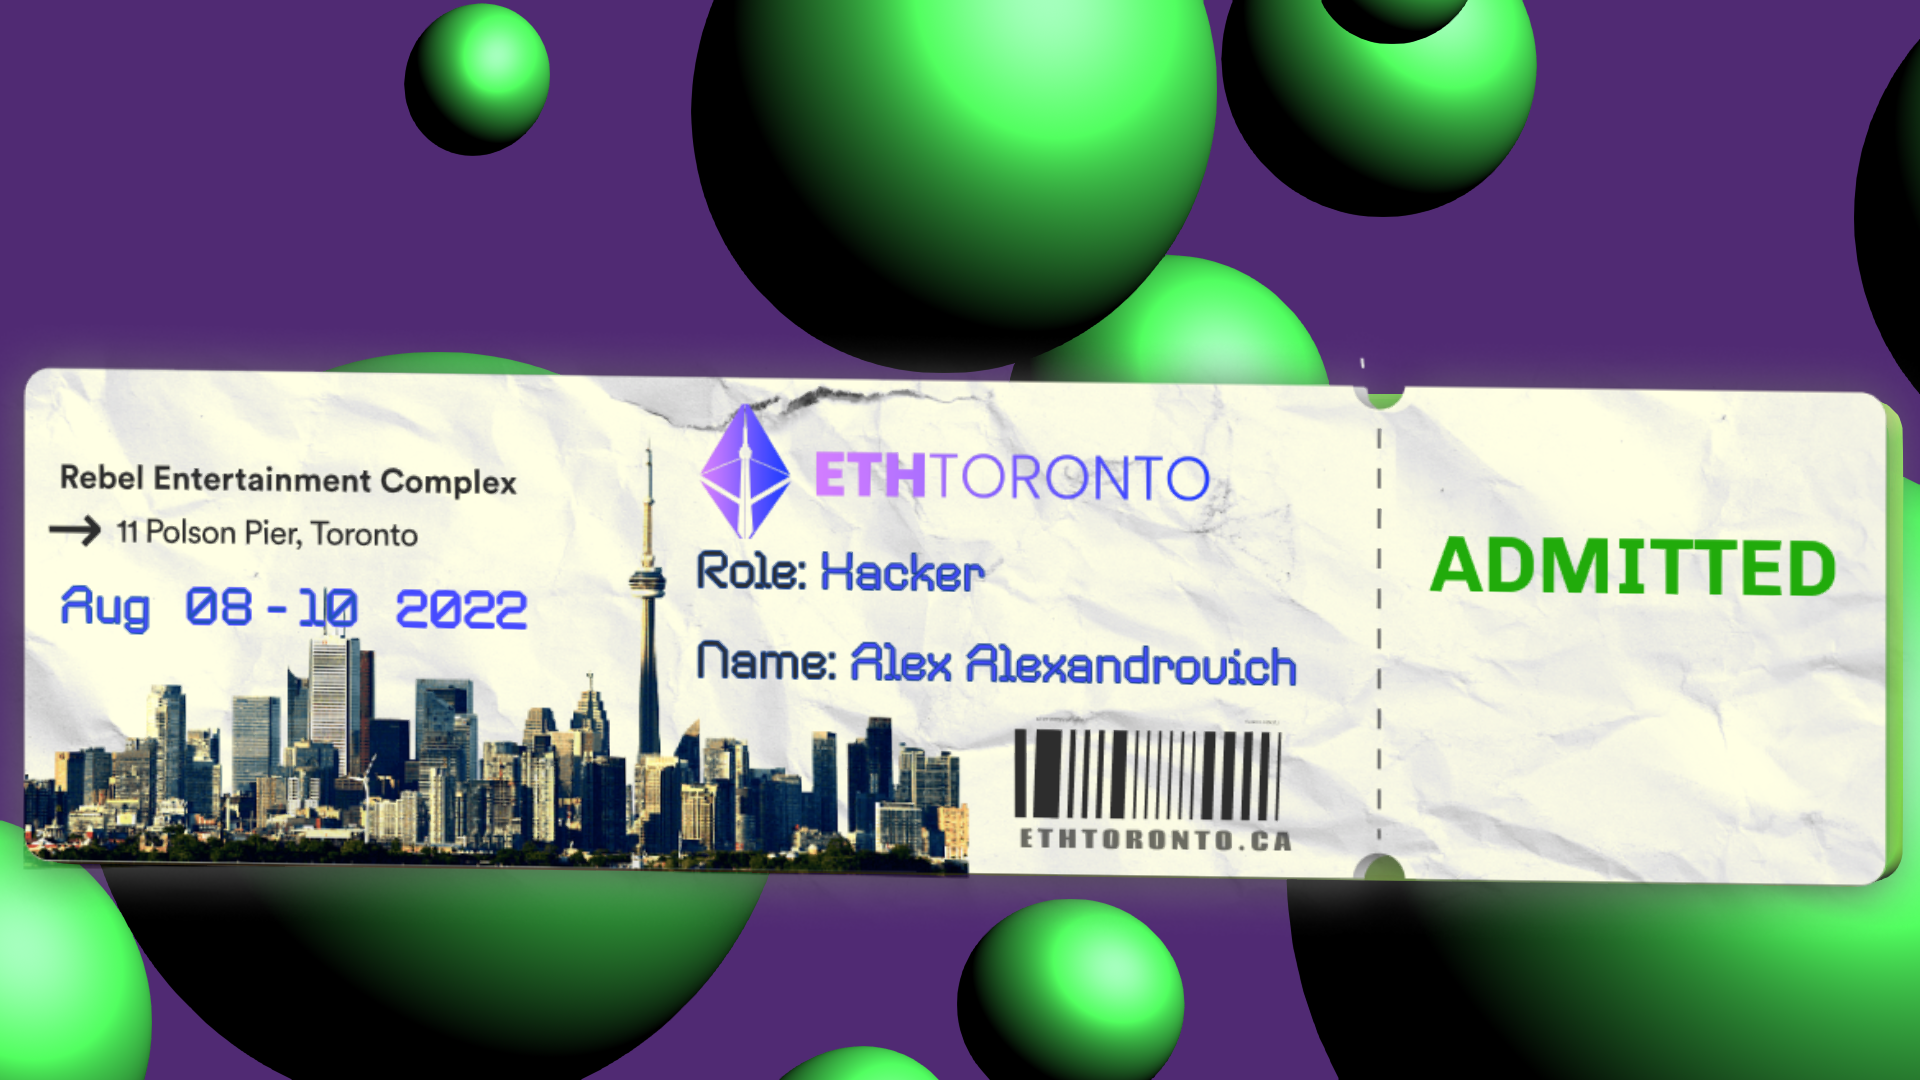 Rebel Entertainment Complex
→ 11 Polson Pier, Toronto
Aug 08-10 2022
ETHTORONTO
Role: Hacker
Name: Alex Alexandrovich
ETHTORONTO.CA
ADMITTED